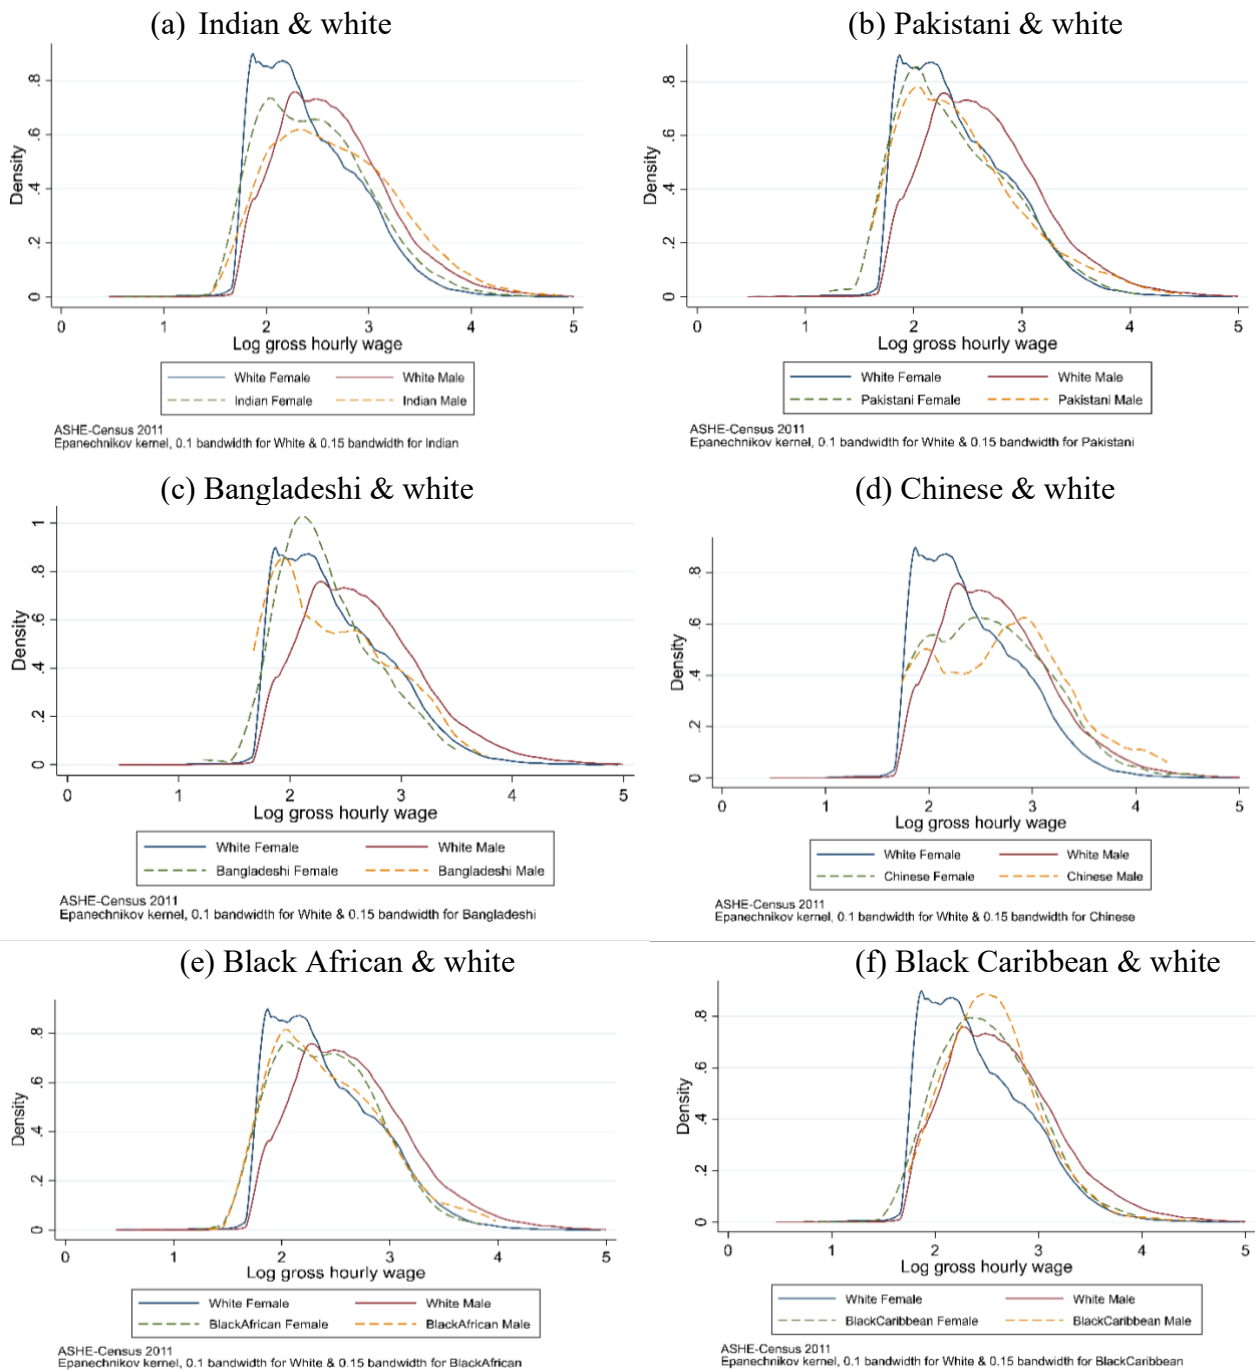 (a) Indian & white
Density
0 .2 .4 .6 .8
0 1 2 3 4 5
Log gross hourly wage
White Female White Male
Indian Female Indian Male
ASHE-Census 2011
Epanechnikov kernel, 0.1 bandwidth for White & 0.15 bandwidth for Indian
(b) Pakistani & white
Density
0 .2 .4 .6 .8
0 1 2 3 4 5
Log gross hourly wage
White Female White Male
Pakistani Female Pakistani Male
ASHE-Census 2011
Epanechnikov kernel, 0.1 bandwidth for White & 0.15 bandwidth for Pakistani
(c) Bangladeshi & white
Density
0 .2 .4 .6 .8 1
0 1 2 3 4 5
Log gross hourly wage
White Female White Male
Bangladeshi Female Bangladeshi Male
ASHE-Census 2011
Epanechnikov kernel, 0.1 bandwidth for White & 0.15 bandwidth for Bangladeshi
(d) Chinese & white
Density
0 .2 .4 .6 .8
0 1 2 3 4 5
Log gross hourly wage
White Female White Male
Chinese Female Chinese Male
ASHE-Census 2011
Epanechnikov kernel, 0.1 bandwidth for White & 0.15 bandwidth for Chinese
(e) Black African & white
Density
0 .2 .4 .6 .8
0 1 2 3 4 5
Log gross hourly wage
White Female White Male
BlackAfrican Female BlackAfrican Male
ASHE-Census 2011
Epanechnikov kernel, 0.1 bandwidth for White & 0.15 bandwidth for BlackAfrican
(f) Black Caribbean & white
Density
0 .2 .4 .6 .8
0 1 2 3 4 5
Log gross hourly wage
White Female White Male
BlackCaribbean Female BlackCaribbean Male
ASHE-Census 2011
Epanechnikov kernel, 0.1 bandwidth for White & 0.15 bandwidth for BlackCaribbean